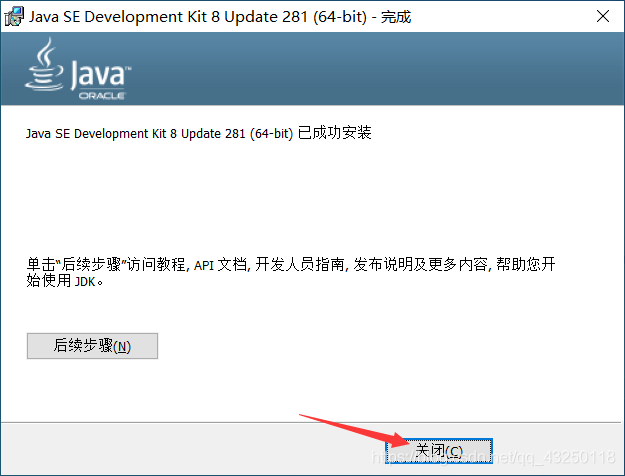 Java SE Development Kit 8 Update 281 (64-bit) - 完成
Java™
ORACLE
Java SE Development Kit 8 Update 281 (64-bit) 已成功安装
单击“后续步骤”访问教程, API 文档, 开发人员指南, 发布说明及更多内容, 帮助您开
始使用 JDK。
后续步骤(N)
关闭(C)
https://blog.csdn.net/qq_43250118